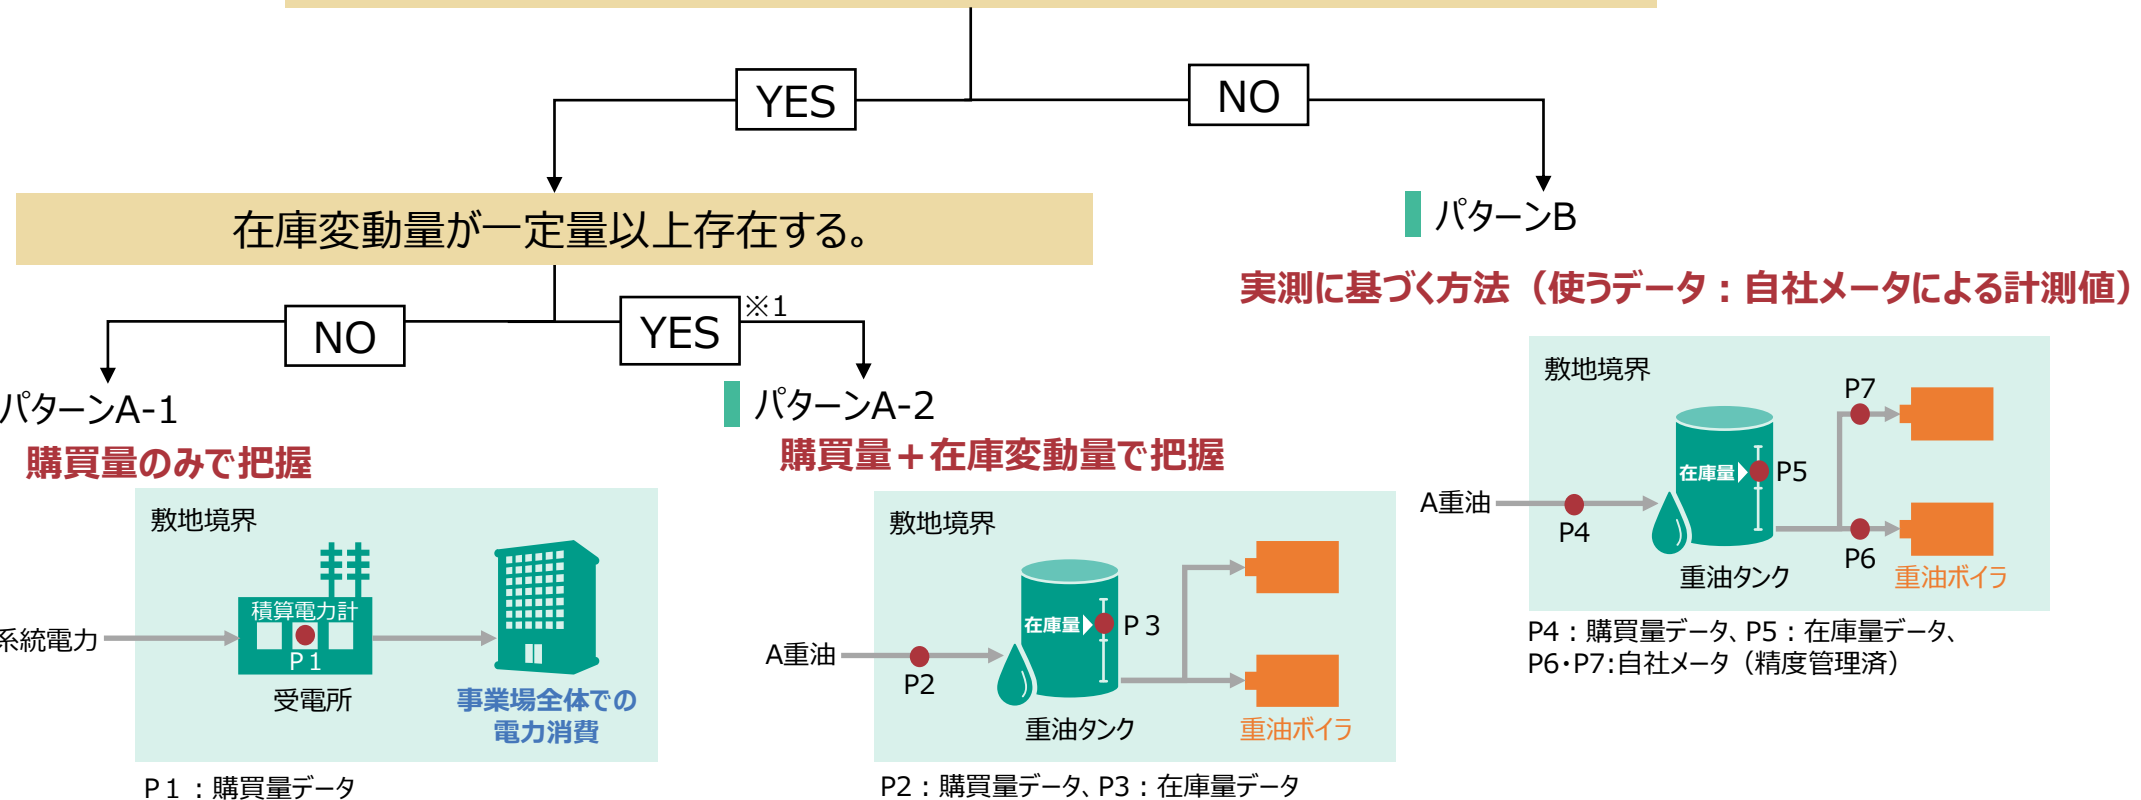 YES
NO
在庫変動量が一定量以上存在する。
NO
YES
※1
パターンA-1
購買量のみで把握
敷地境界
積算電力計
P1
系統電力
受電所
事業場全体での
電力消費
P1：購買量データ
パターンA-2
購買量＋在庫変動量で把握
敷地境界
在庫量
P3
A重油
P2
重油タンク
重油ボイラ
P2：購買量データ、P3：在庫量データ
パターンB
実測に基づく方法（使うデータ：自社メータによる計測値）
敷地境界
P7
在庫量
P5
A重油
P4
P6
重油タンク
重油ボイラ
P4：購買量データ、P5：在庫量データ、
P6・P7:自社メータ（精度管理済）